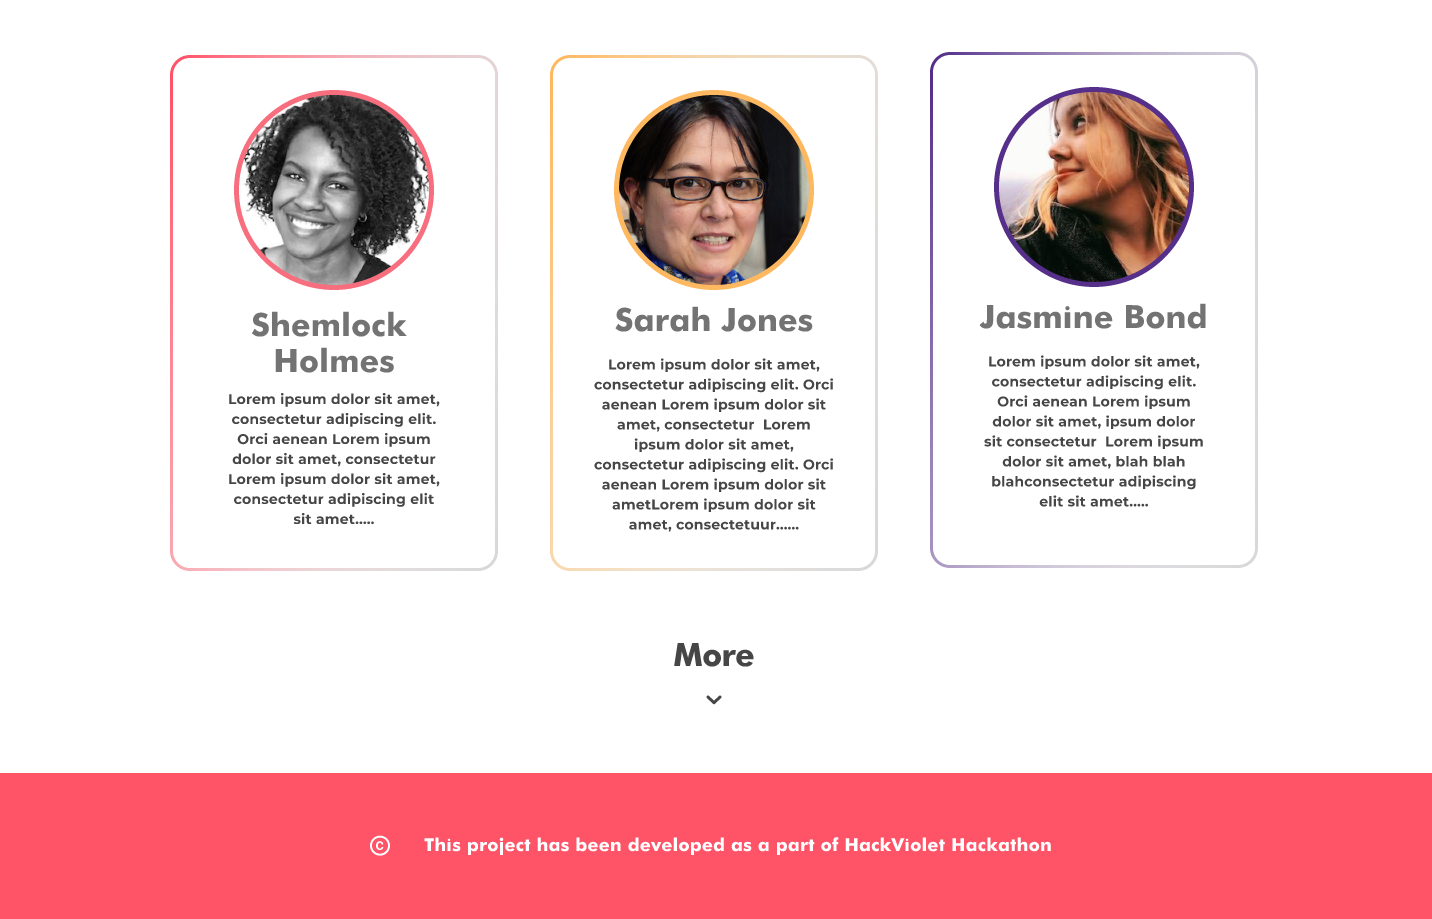 Shemlock
Holmes
Lorem ipsum dolor sit amet,
consectetur adipiscing elit.
Orci aenean Lorem ipsum
dolor sit amet, consectetur
Lorem ipsum dolor sit amet,
consectetur adipiscing elit
sit amet.....
Sarah Jones
Lorem ipsum dolor sit amet,
consectetur adipiscing elit. Orci
aenean Lorem ipsum dolor sit
amet, consectetur  Lorem
ipsum dolor sit amet,
consectetur adipiscing elit. Orci
aenean Lorem ipsum dolor sit
ametLorem ipsum dolor sit
amet, consectetuur......
Jasmine Bond
Lorem ipsum dolor sit amet,
consectetur adipiscing elit.
Orci aenean Lorem ipsum
dolor sit amet, ipsum dolor
sit consectetur  Lorem ipsum
dolor sit amet, blah blah
blahconsectetur adipiscing
elit sit amet.....
More
© This project has been developed as a part of HackViolet Hackathon